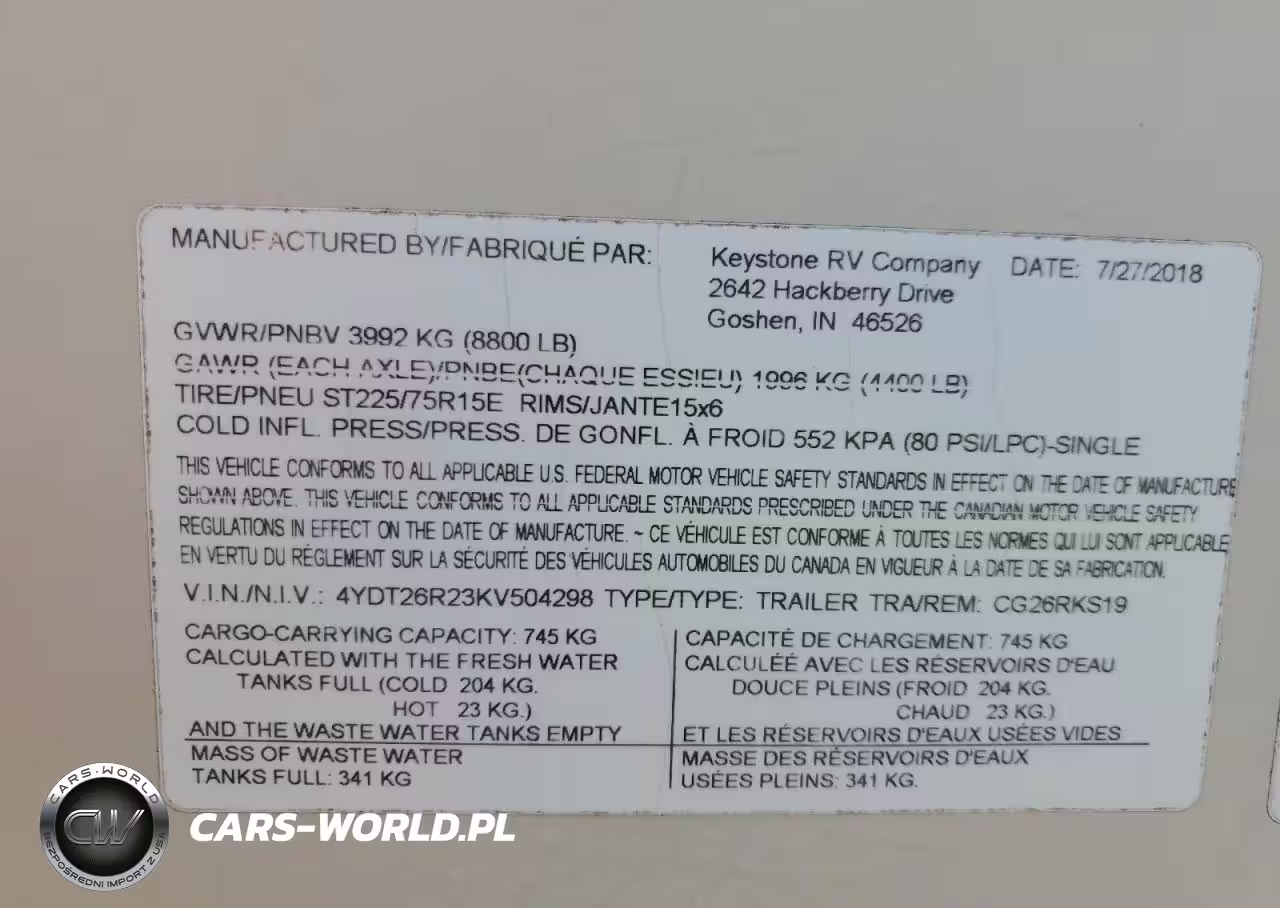 MANUFACTURED BY/FABRIQUÉ PAR: Keystone RV Company DATE: 7/27/2018
2642 Hackberry Drive
Goshen, IN 46526
GVWR/PNBV 3992 KG (8800 LB)
GAWR (EACH AXLE)/PNBE(CHAQUE ESSIEU) 1996 KG (4400 LB)
TIRE/PNEU ST225/75R15E RIMS/JANTE15x6
COLD INFL. PRESS/PRESS. DE GONFL. À FROID 552 KPA (80 PSI/LPC)-SINGLE
THIS VEHICLE CONFORMS TO ALL APPLICABLE U.S. FEDERAL MOTOR VEHICLE SAFETY STANDARDS IN EFFECT ON THE DATE OF MANUFACTURE
SHOWN ABOVE. THIS VEHICLE CONFORMS TO ALL APPLICABLE STANDARDS PRESCRIBED UNDER THE CANADIAN MOTOR VEHICLE SAFETY
REGULATIONS IN EFFECT ON THE DATE OF MANUFACTURE. ~ CE VÉHICULE EST CONFORME À TOUTES LES NORMES QUI LUI SONT APPLICABLE
EN VERTU DU RÉGLEMENT SUR LA SÉCURITÉ DES VÉHICULES AUTOMOBILES DU CANADA EN VIGUEUR À LA DATE DE SA FABRICATION.
V.I.N./N.I.V.: 4YDT26R23KV504298 TYPE/TYPE: TRAILER TRA/REM: CG26RKS19
CARGO-CARRYING CAPACITY: 745 KG
CALCULATED WITH THE FRESH WATER
TANKS FULL (COLD 204 KG.
HOT 23 KG.)
AND THE WASTE WATER TANKS EMPTY
MASS OF WASTE WATER
TANKS FULL: 341 KG
CAPACITÉ DE CHARGEMENT: 745 KG
CALCULÉÉ AVEC LES RÉSERVOIRS D'EAU
DOUCE PLEINS (FROID 204 KG.
CHAUD 23 KG.)
ET LES RÉSERVOIRS D'EAUX USÉES VIDES
MASSE DES RÉSERVOIRS D'EAUX
USÉES PLEINS: 341 KG.
CARS-WORLD
CW
BEZPOŚREDNI IMPORT Z USA
CARS-WORLD.PL